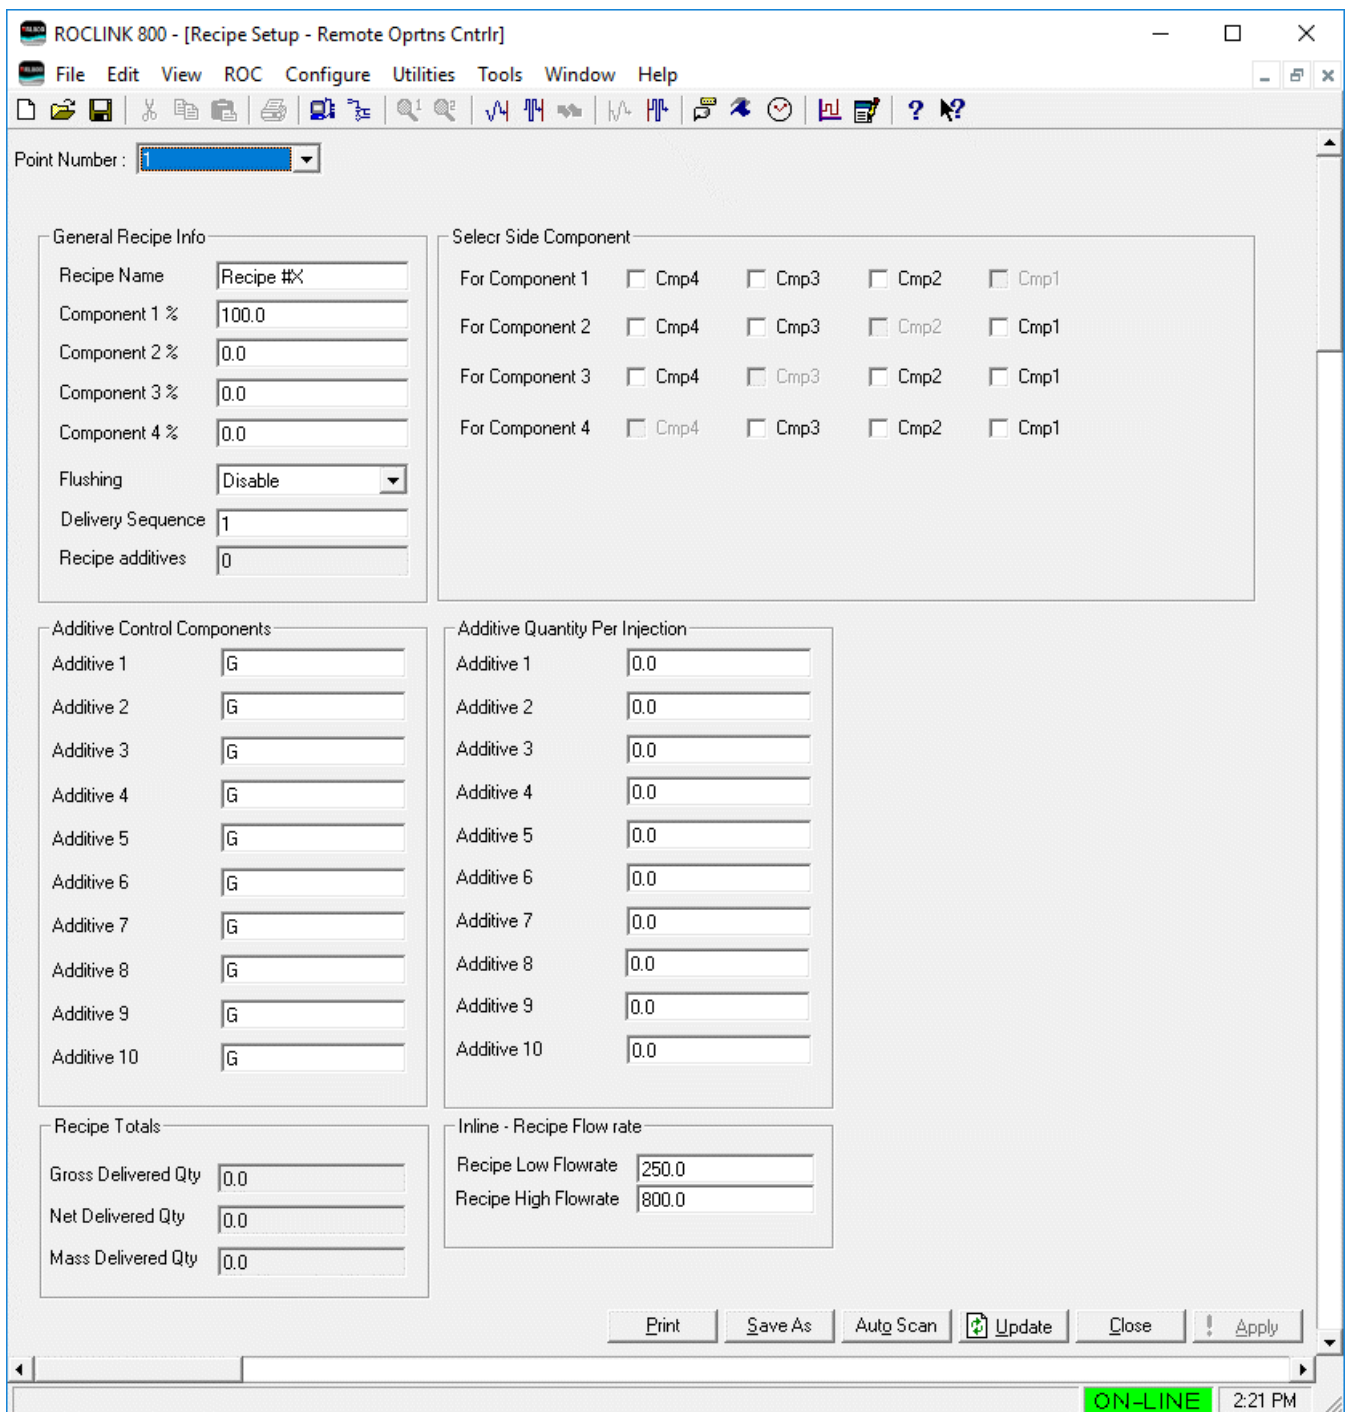 ROCLINK 800 - [Recipe Setup - Remote Oprtns Cntrlr]
File Edit View ROC Configure Utilities Tools Window Help
Point Number : 1
General Recipe Info
Recipe Name Recipe #X
Component 1 % 100.0
Component 2 % 0.0
Component 3 % 0.0
Component 4 % 0.0
Flushing Disable
Delivery Sequence 1
Recipe additives 0
Selecr Side Component
For Component 1 Cmp4 Cmp3 Cmp2 Cmp1
For Component 2 Cmp4 Cmp3 Cmp2 Cmp1
For Component 3 Cmp4 Cmp3 Cmp2 Cmp1
For Component 4 Cmp4 Cmp3 Cmp2 Cmp1
Additive Control Components
Additive 1 G
Additive 2 G
Additive 3 G
Additive 4 G
Additive 5 G
Additive 6 G
Additive 7 G
Additive 8 G
Additive 9 G
Additive 10 G
Additive Quantity Per Injection
Additive 1 0.0
Additive 2 0.0
Additive 3 0.0
Additive 4 0.0
Additive 5 0.0
Additive 6 0.0
Additive 7 0.0
Additive 8 0.0
Additive 9 0.0
Additive 10 0.0
Recipe Totals
Gross Delivered Qty 0.0
Net Delivered Qty 0.0
Mass Delivered Qty 0.0
Inline - Recipe Flow rate
Recipe Low Flowrate 250.0
Recipe High Flowrate 800.0
Print Save As Auto Scan Update Close ! Apply
ON-LINE 2:21 PM